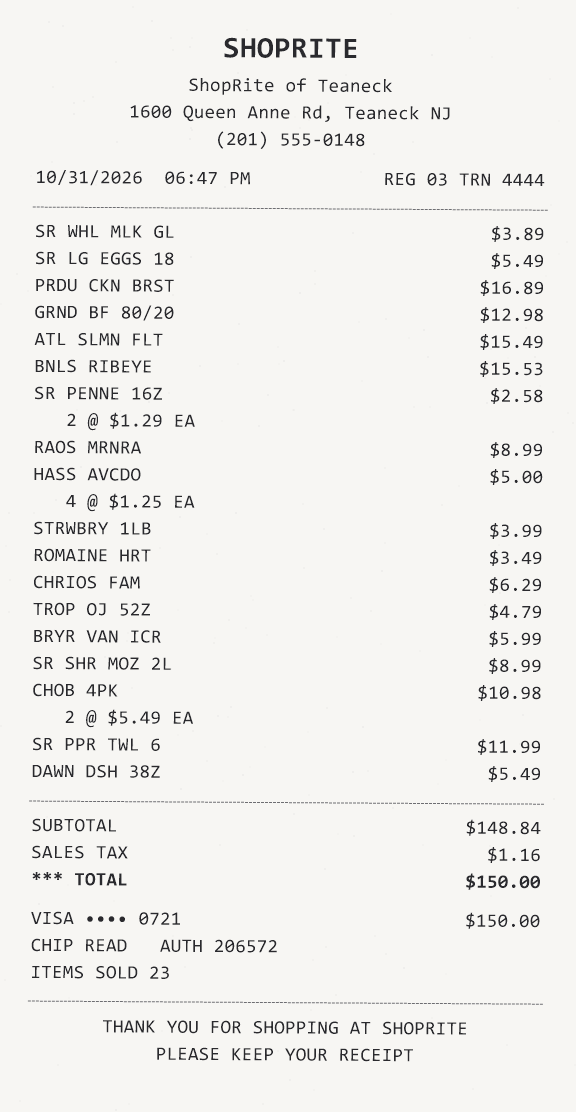 SHOPRITE
ShopRite of Teaneck
1600 Queen Anne Rd, Teaneck NJ
(201) 555-0148
10/31/2026  06:47 PM  REG 03 TRN 4444
SR WHL MLK GL  $3.89
SR LG EGGS 18  $5.49
PRDU CKN BRST  $16.89
GRND BF 80/20  $12.98
ATL SLMN FLT  $15.49
BNLS RIBEYE  $15.53
SR PENNE 16Z  $2.58
2 @ $1.29 EA
RAOS MRNRA  $8.99
HASS AVCDO  $5.00
4 @ $1.25 EA
STRWBRY 1LB  $3.99
ROMAINE HRT  $3.49
CHRIOS FAM  $6.29
TROP OJ 52Z  $4.79
BRYR VAN ICR  $5.99
SR SHR MOZ 2L  $8.99
CHOB 4PK  $10.98
2 @ $5.49 EA
SR PPR TWL 6  $11.99
DAWN DSH 38Z  $5.49
SUBTOTAL  $148.84
SALES TAX  $1.16
*** TOTAL  $150.00
VISA •••• 0721  $150.00
CHIP READ  AUTH 206572
ITEMS SOLD 23
THANK YOU FOR SHOPPING AT SHOPRITE
PLEASE KEEP YOUR RECEIPT